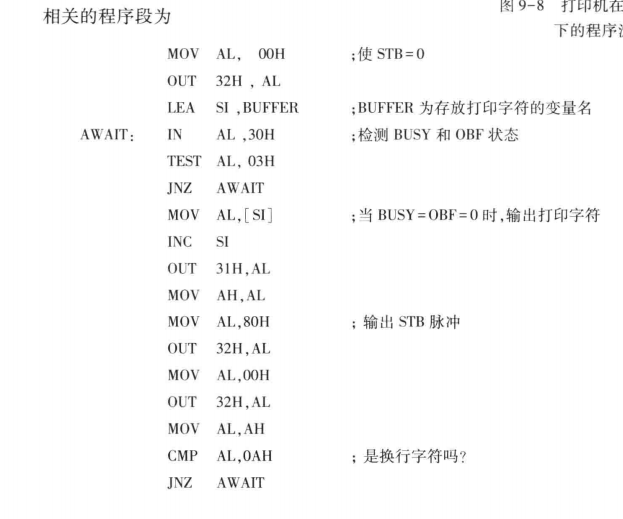 图 9-8 打印机在
相关的程序段为
下的程序流
MOV AL, 00H ;使 STB=0
OUT 32H , AL
LEA SI ,BUFFER ;BUFFER 为存放打印字符的变量名
AWAIT: IN AL ,30H ;检测 BUSY 和 OBF 状态
TEST AL, 03H
JNZ AWAIT
MOV AL,[SI] ;当 BUSY=OBF=0 时,输出打印字符
INC SI
OUT 31H,AL
MOV AH,AL
MOV AL,80H ; 输出 STB 脉冲
OUT 32H,AL
MOV AL,00H
OUT 32H,AL
MOV AL,AH
CMP AL,0AH ; 是换行字符吗?
JNZ AWAIT